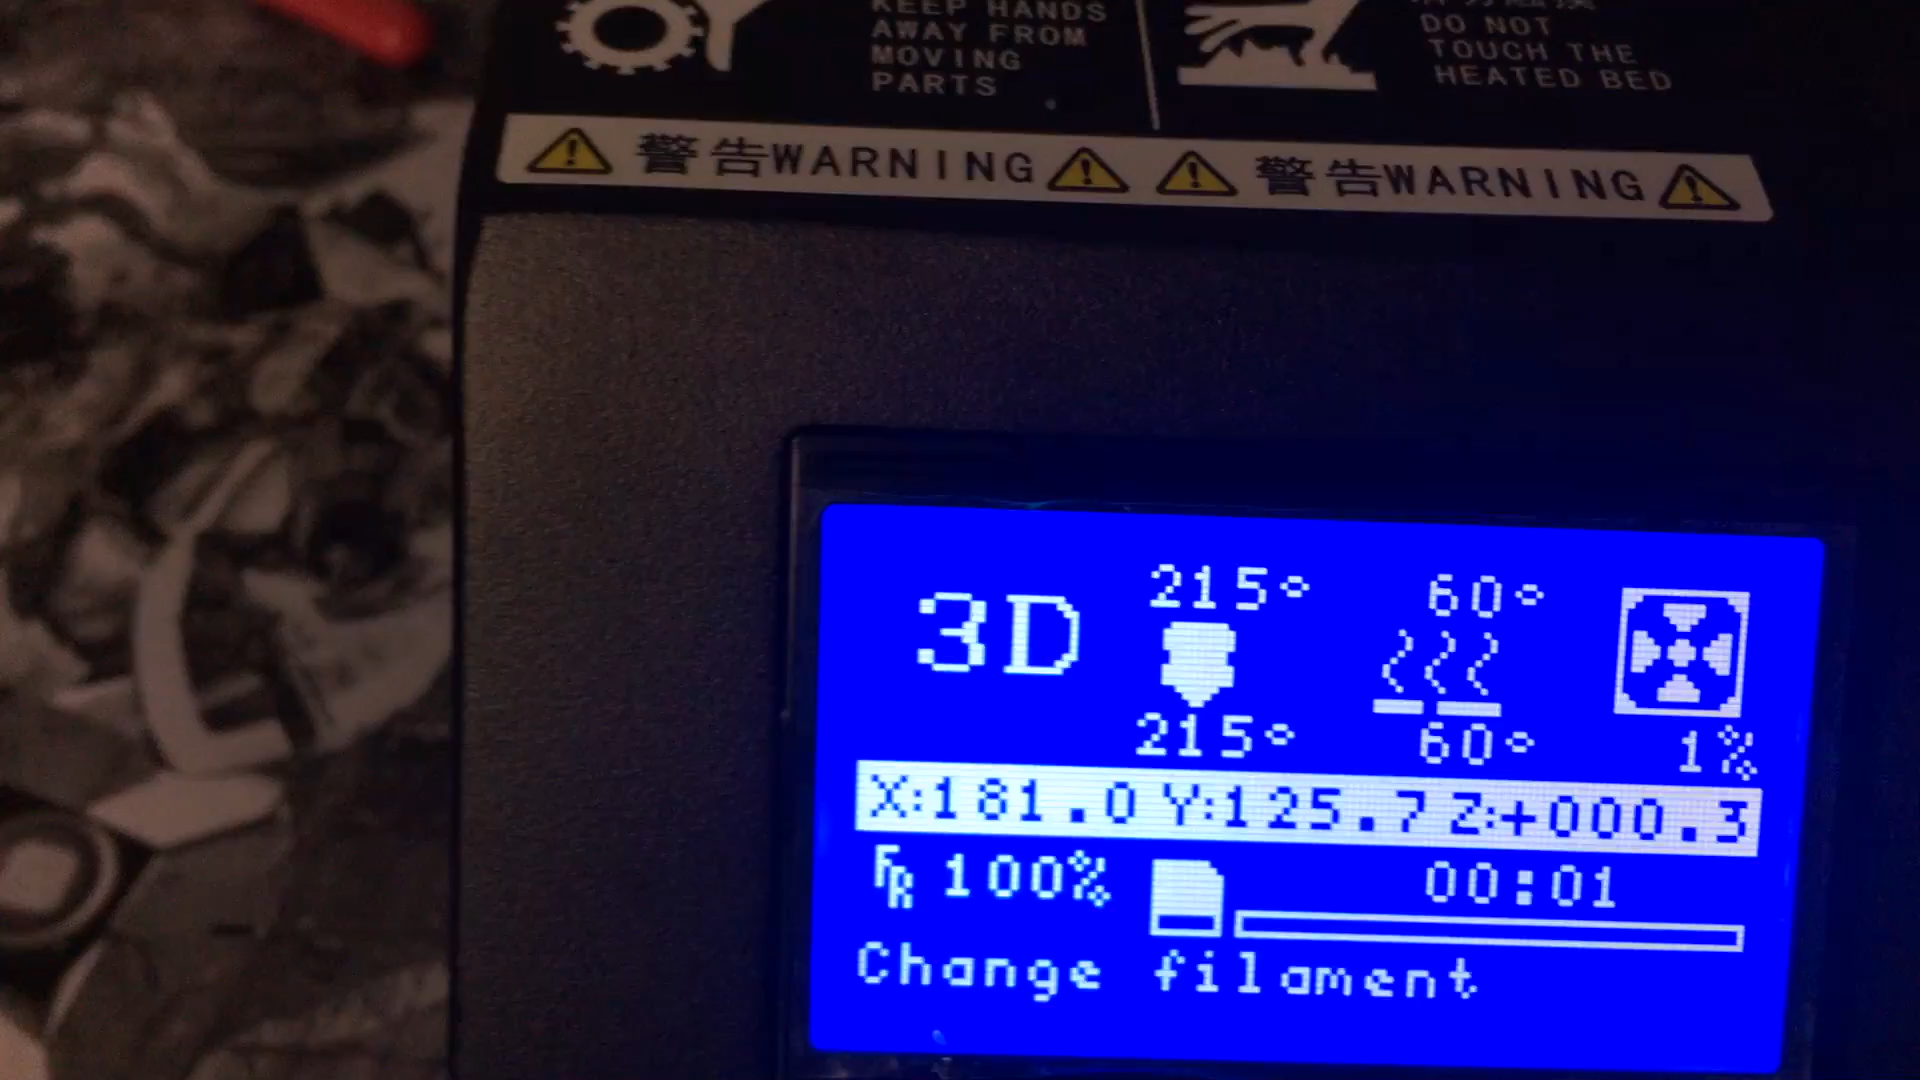 KEEP HANDS
AWAY FROM
MOVING
PARTS
DO NOT
TOUCH THE
HEATED BED
警告WARNING
警告WARNING
3D
215° 60°
215° 60° 1%
X:181.0 Y:125.7 Z:+000.3
FR 100% 00:01
Change filament